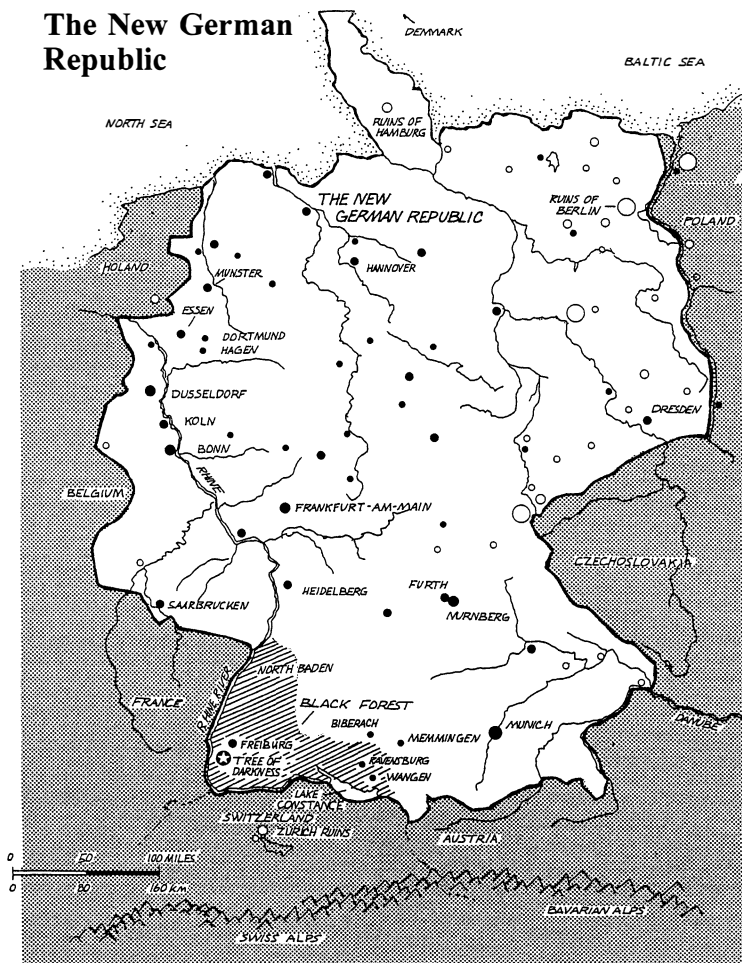 The New German
Republic
DENMARK
BALTIC SEA
NORTH SEA
RUINS OF
HAMBURG
THE NEW
GERMAN REPUBLIC
RUINS OF
BERLIN
POLAND
HOLAND
MUNSTER
HANNOVER
ESSEN
DORTMUND
HAGEN
DUSSELDORF
DRESDEN
KOLN
BONN
RHINE
BELGIUM
FRANKFURT-AM-MAIN
CZECHOSLOVAKIA
HEIDELBERG
FURTH
NURNBERG
SAARBRUCKEN
NORTH BADEN
FRANCE
RHINE RIVER
BLACK FOREST
BIBERACH
MEMMINGEN
MUNICH
DANUBE
FREIBURG
TREE OF
DARKNESS
RAVENSBURG
WANGEN
LAKE
CONSTANCE
SWITZERLAND
ZURICH RUINS
AUSTRIA
0 50 100 MILES
0 80 160 km
BAVARIAN ALPS
SWISS ALPS